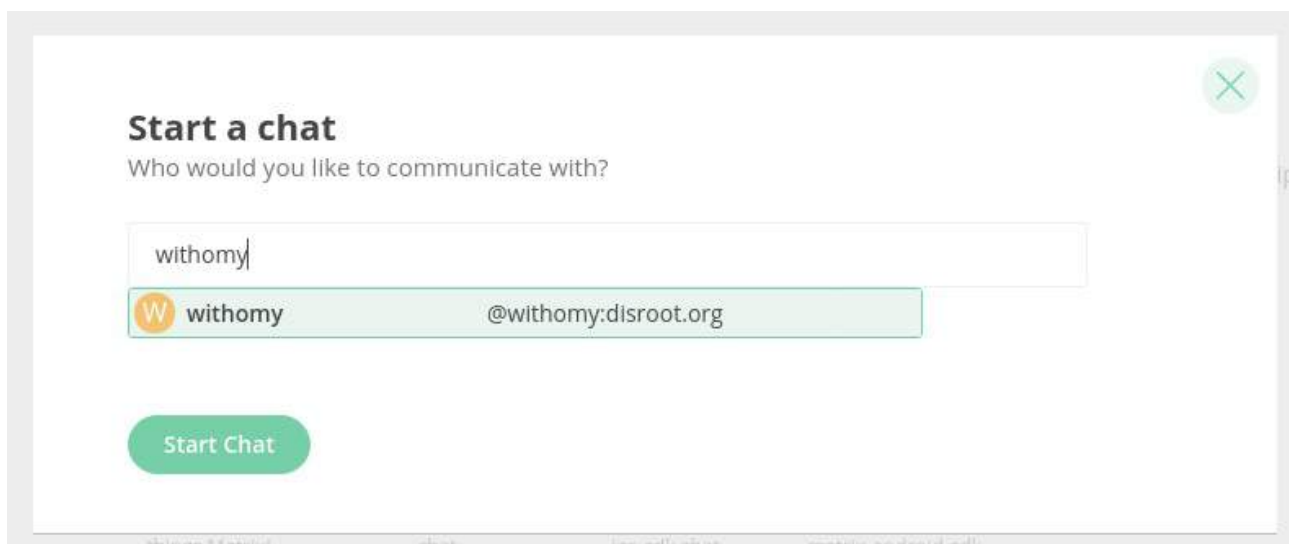 Start a chat
Who would you like to communicate with?
withomy
W withomy @withomy:disroot.org
Start Chat